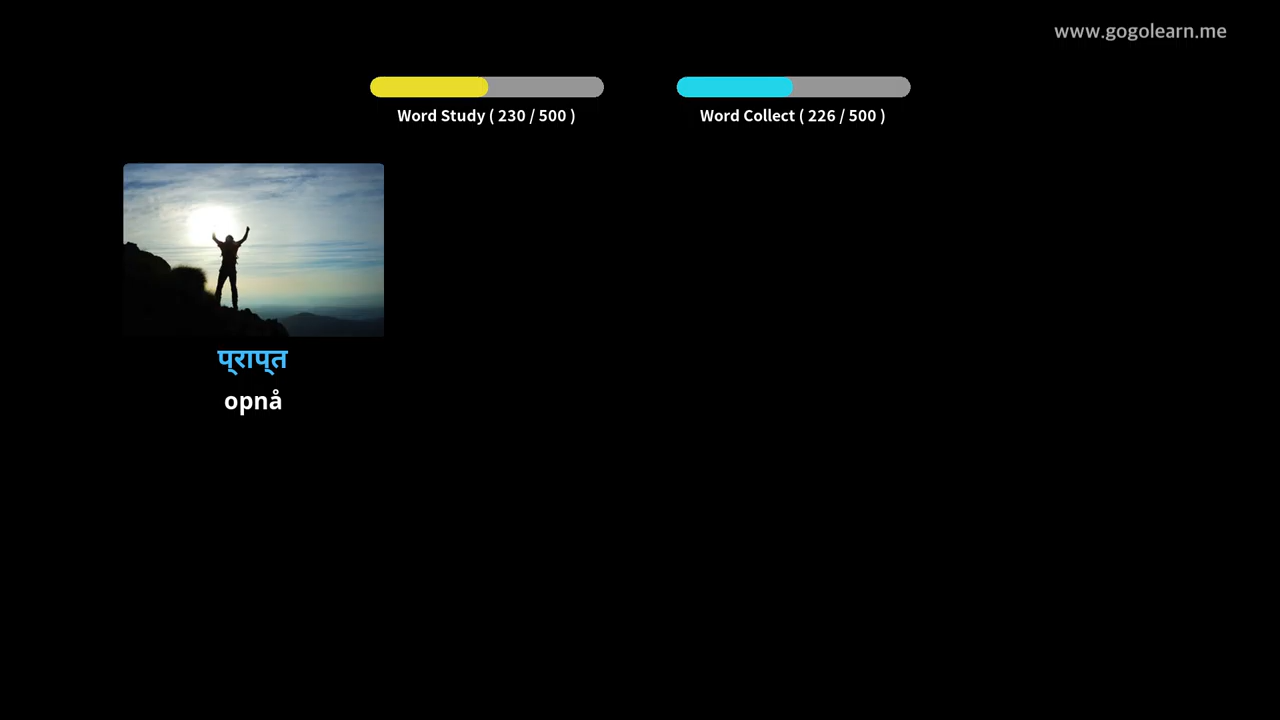 www.gogolearn.me
Word Study ( 230 / 500 )
Word Collect ( 226 / 500 )
प्राप्त
opnå